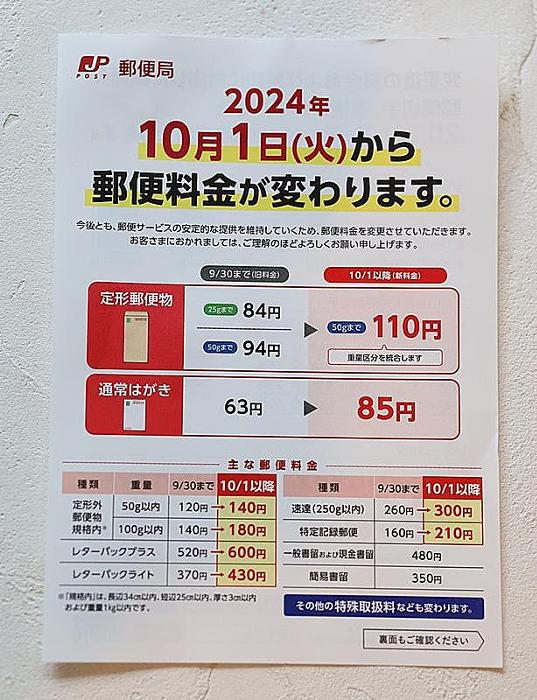 JP
POST 郵便局
2024年
10月1日(火)から
郵便料金が変わります。
今後とも、郵便サービスの安定的な提供を維持していくため、郵便料金を変更させていただきます。
お客さまにおかれましては、ご理解のほどよろしくお願い申し上げます。
9/30まで(旧料金) 10/1以降(新料金)
定形郵便物
25gまで 84円
50gまで 94円
50gまで 110円
重量区分を統合します
通常はがき
63円 85円
主な郵便料金
種類 重量 9/30まで 10/1以降
定形外郵便物規格内※ 50g以内 120円→140円
100g以内 140円→180円
レターパックプラス 520円→600円
レターパックライト 370円→430円
※「規格内」は、長辺34cm以内、短辺25cm以内、厚さ3cm以内
および重量1kg以内です。
種類 9/30まで 10/1以降
速達(250g以内) 260円→300円
特定記録郵便 160円→210円
一般書留および現金書留 480円
簡易書留 350円
その他の特殊取扱料なども変わります。
裏面もご確認ください